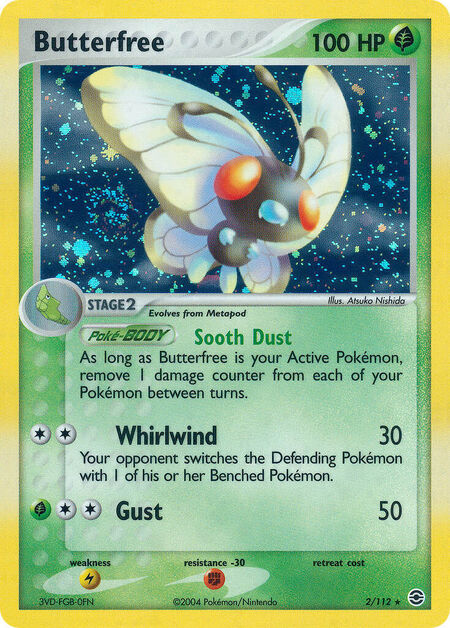 Butterfree 100 HP
Illus. Atsuko Nishida
STAGE2
Evolves from Metapod
Poké-BODY Sooth Dust
As long as Butterfree is your Active Pokémon,
remove 1 damage counter from each of your
Pokémon between turns.
Whirlwind 30
Your opponent switches the Defending Pokémon
with 1 of his or her Benched Pokémon.
Gust 50
weakness resistance -30 retreat cost
3VD-FGB-0FN ©2004 Pokémon/Nintendo 2/112 ★